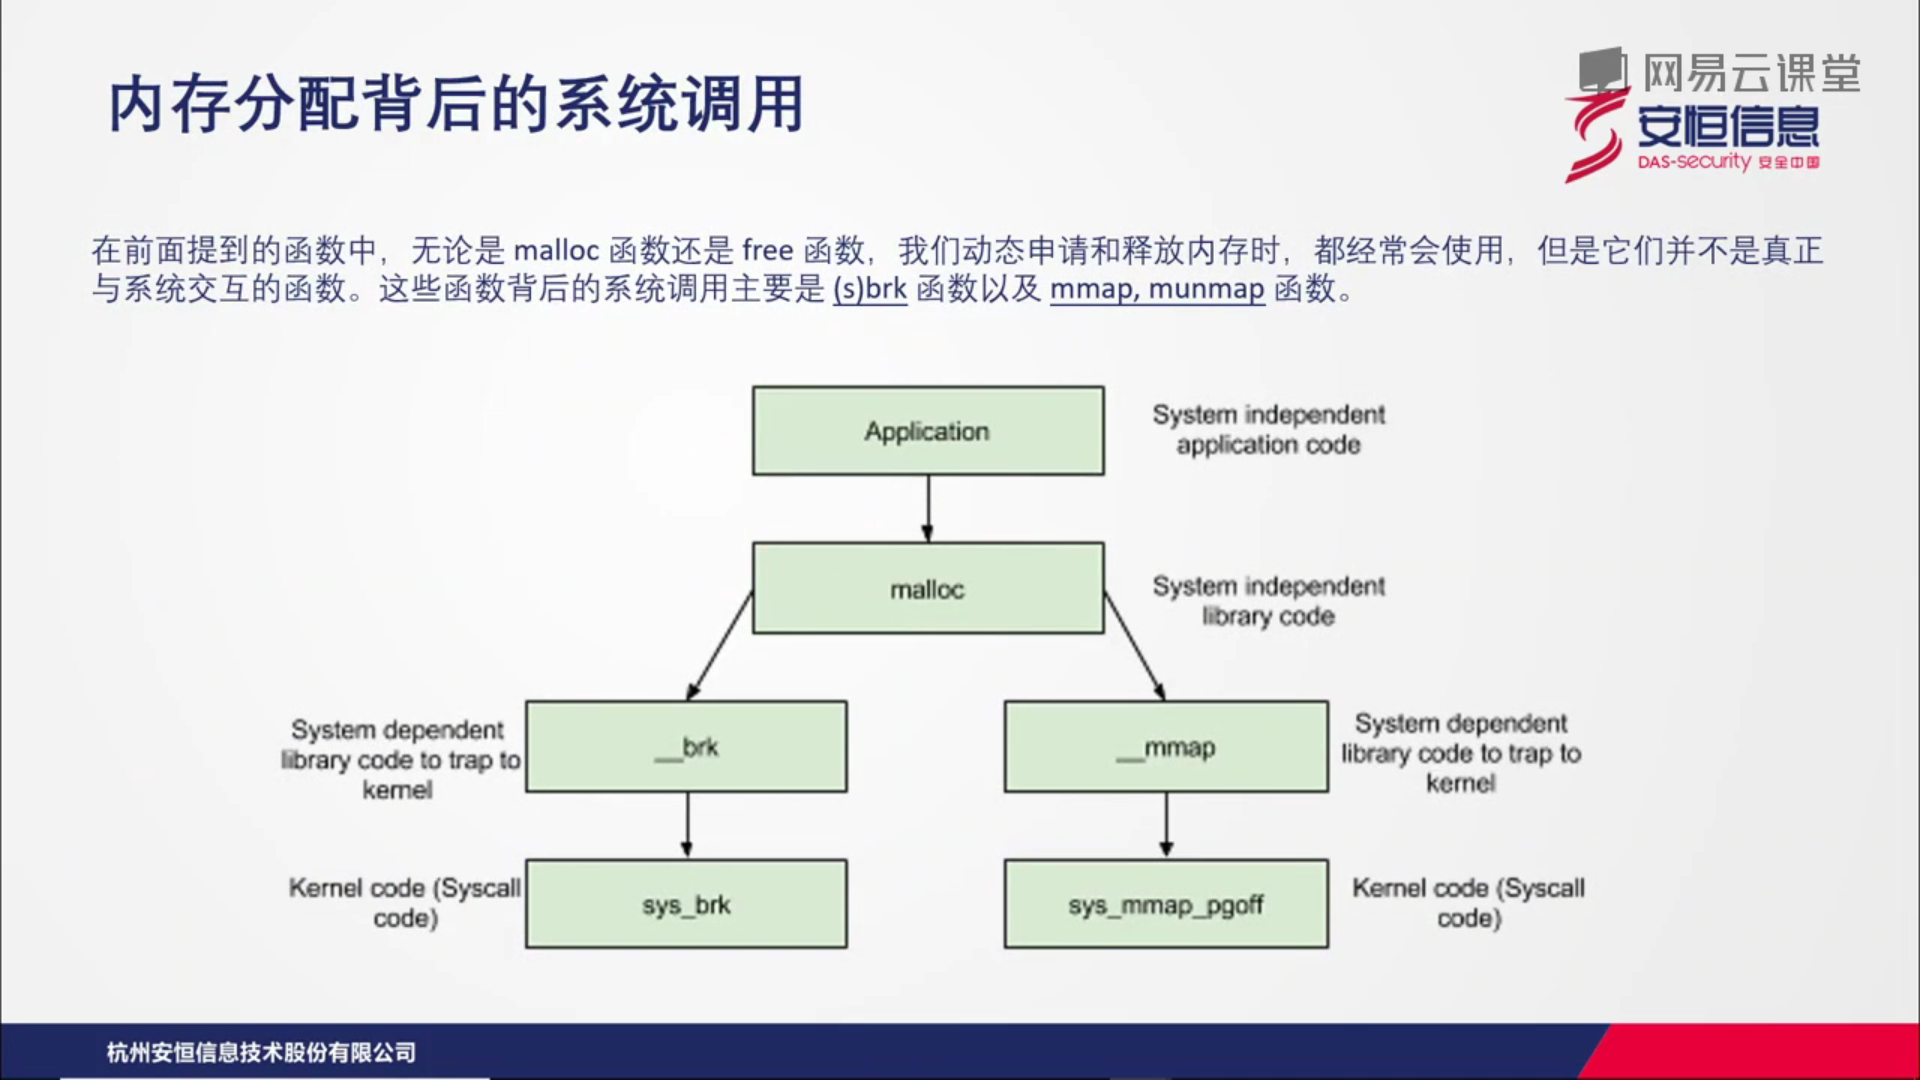 网易云课堂
内存分配背后的系统调用
安恒信息
DAS-security 安全中国
在前面提到的函数中，无论是 malloc 函数还是 free 函数，我们动态申请和释放内存时，都经常会使用，但是它们并不是真正
与系统交互的函数。这些函数背后的系统调用主要是 (s)brk 函数以及 mmap, munmap 函数。
Application
System independent
application code
malloc
System independent
library code
System dependent
library code to trap to
kernel
__brk
__mmap
System dependent
library code to trap to
kernel
Kernel code (Syscall
code)
sys_brk
sys_mmap_pgoff
Kernel code (Syscall
code)
杭州安恒信息技术股份有限公司